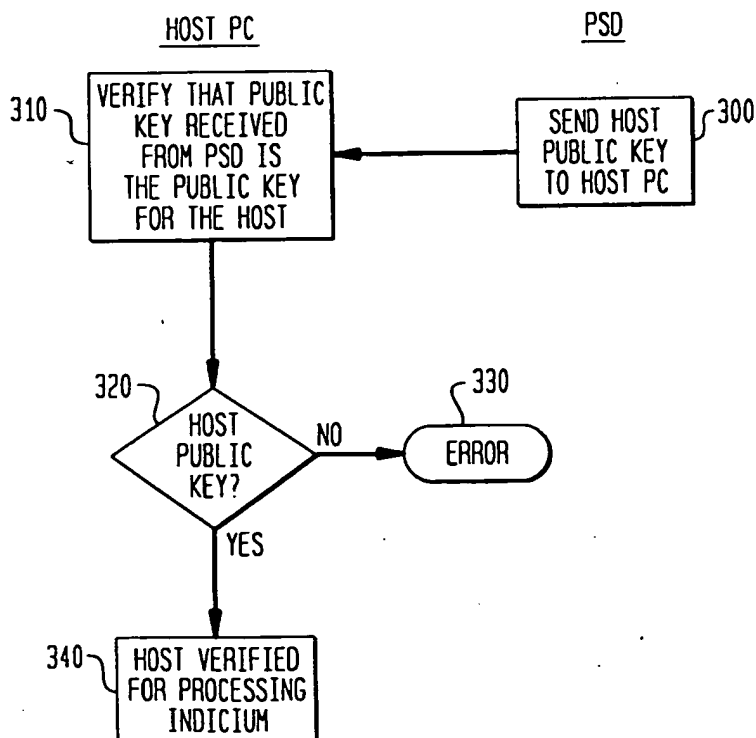 HOST PC
PSD
310
VERIFY THAT PUBLIC
KEY RECEIVED
FROM PSD IS
THE PUBLIC KEY
FOR THE HOST
SEND HOST
PUBLIC KEY
TO HOST PC
300
320
HOST
PUBLIC
KEY?
NO
330
ERROR
YES
340
HOST VERIFIED
FOR PROCESSING
INDICIUM